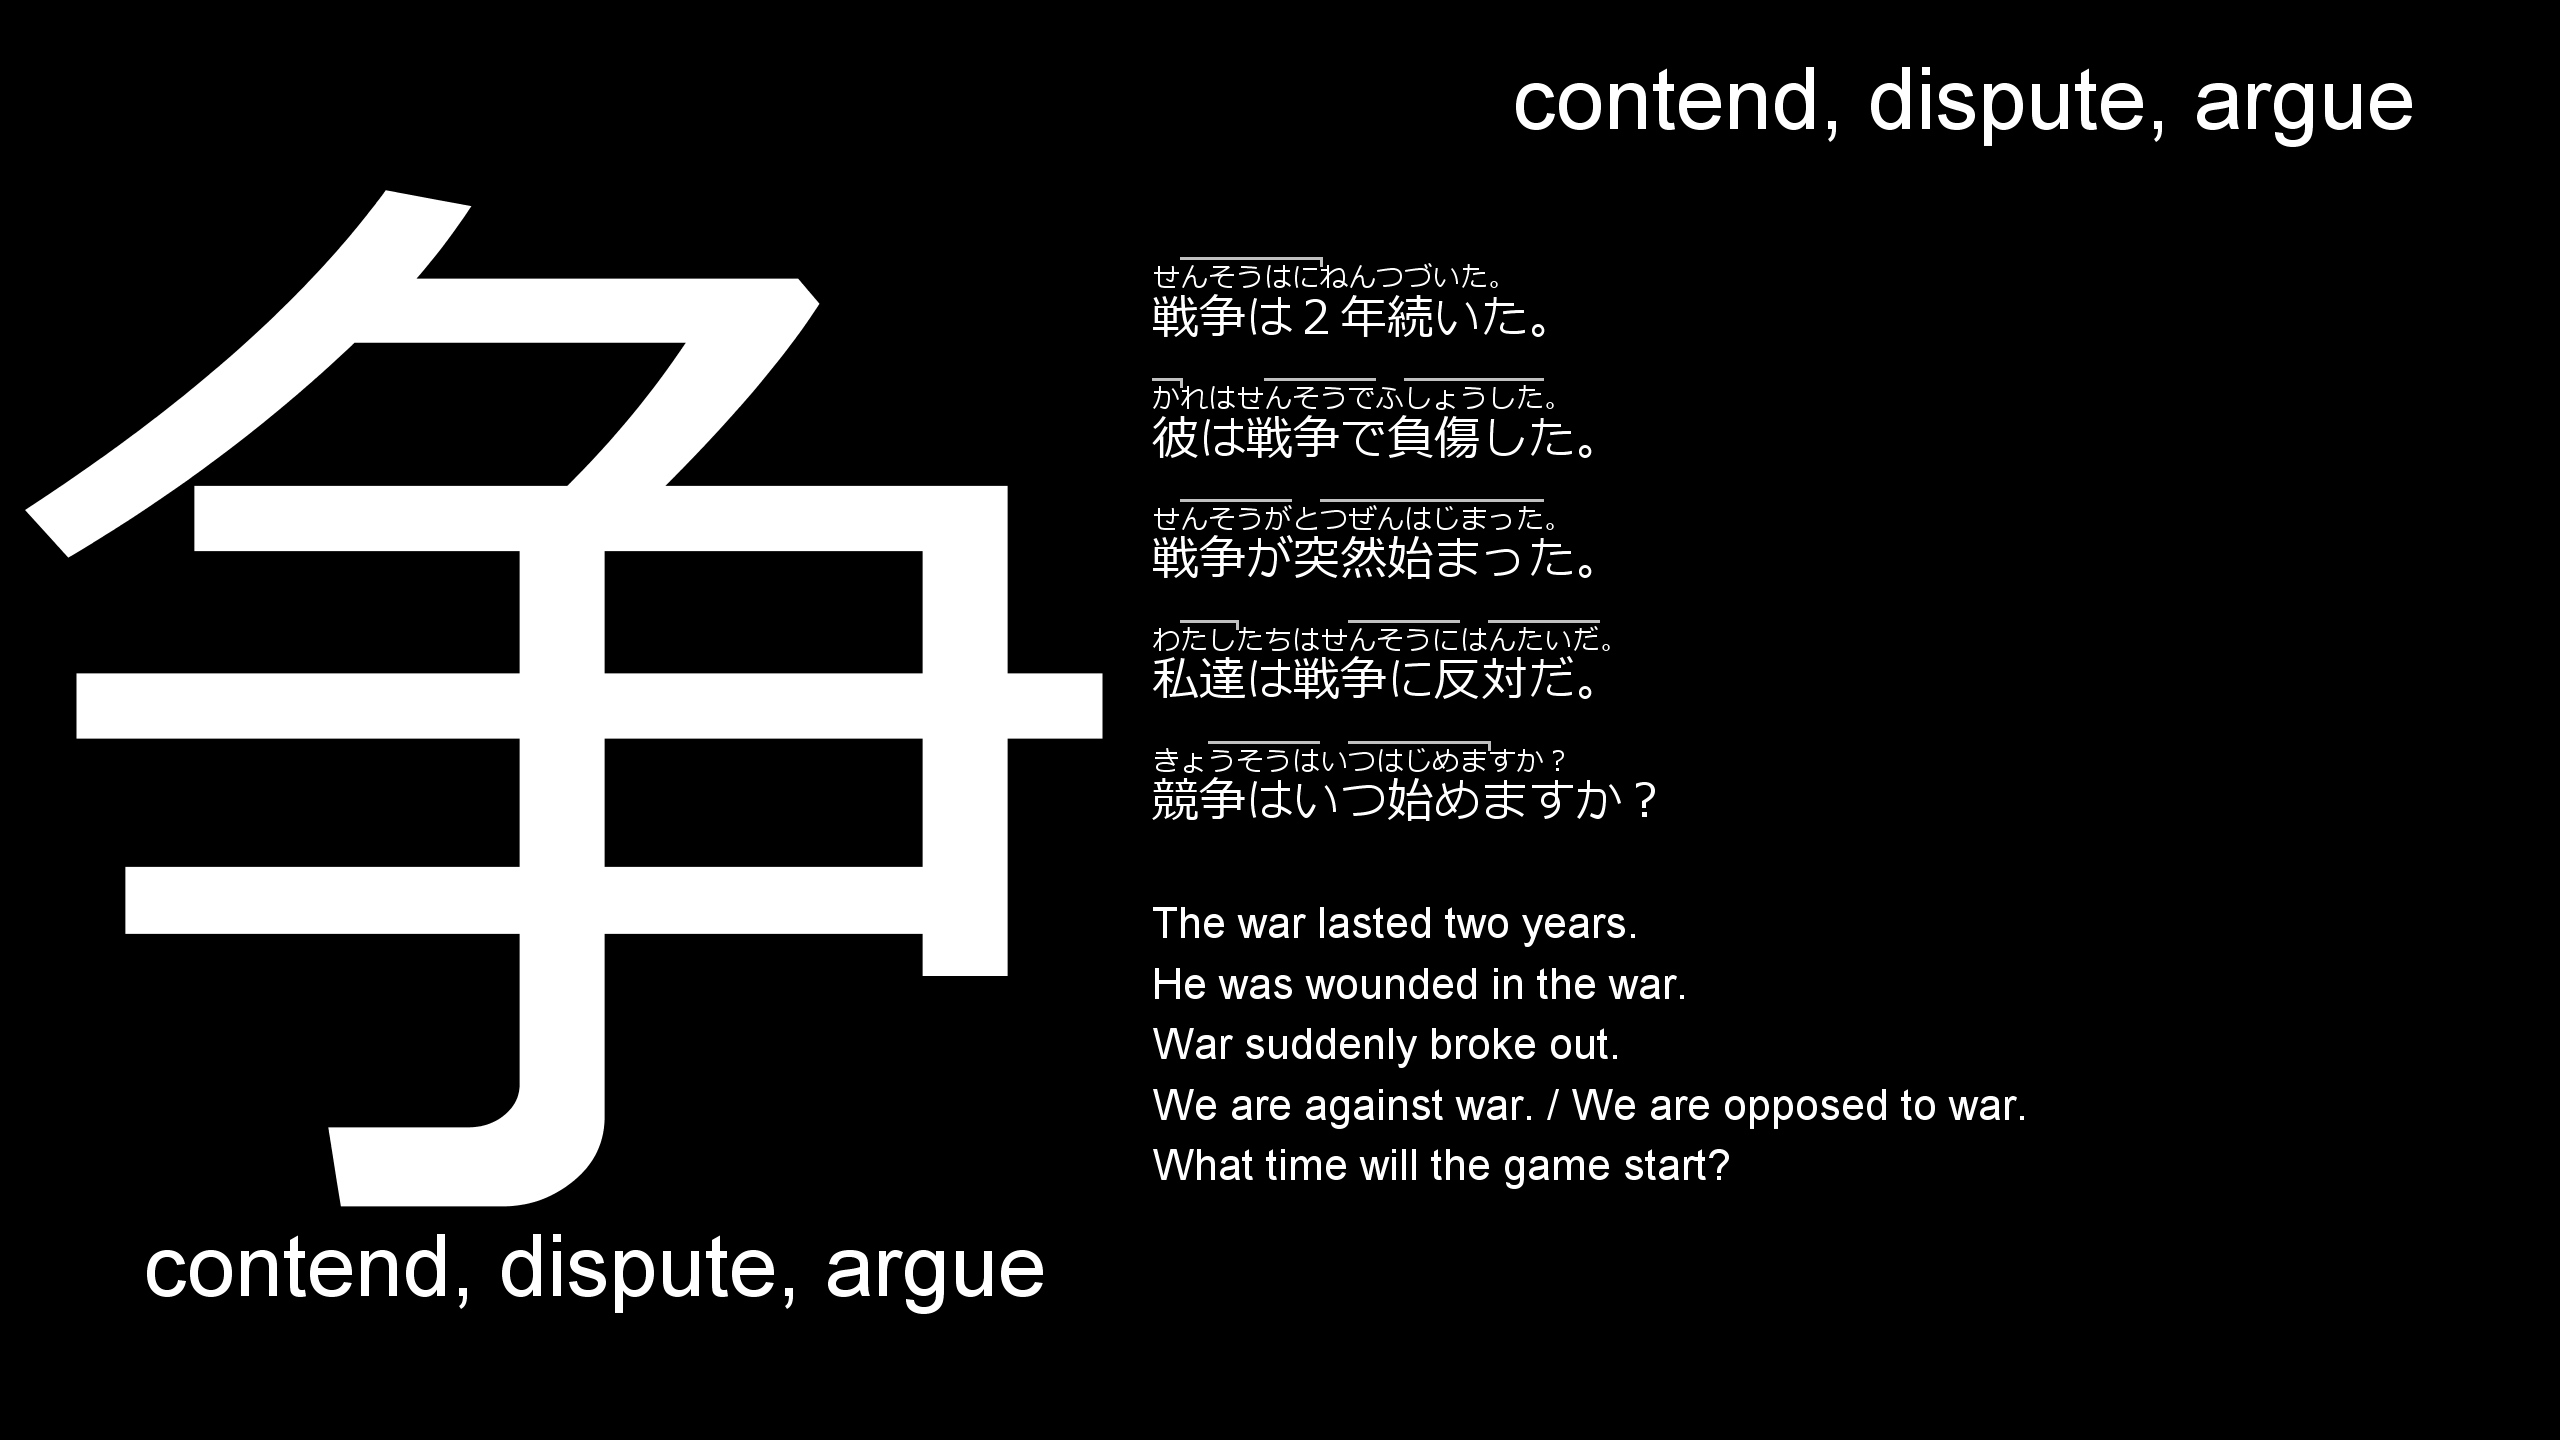 contend, dispute, argue
争
contend, dispute, argue
せんそうはにねんつづいた。
戦争は２年続いた。
かれはせんそうでふしょうした。
彼は戦争で負傷した。
せんそうがとつぜんはじまった。
戦争が突然始まった。
わたしたちはせんそうにはんたいだ。
私達は戦争に反対だ。
きょうそうはいつはじめますか？
競争はいつ始めますか？
The war lasted two years.
He was wounded in the war.
War suddenly broke out.
We are against war. / We are opposed to war.
What time will the game start?